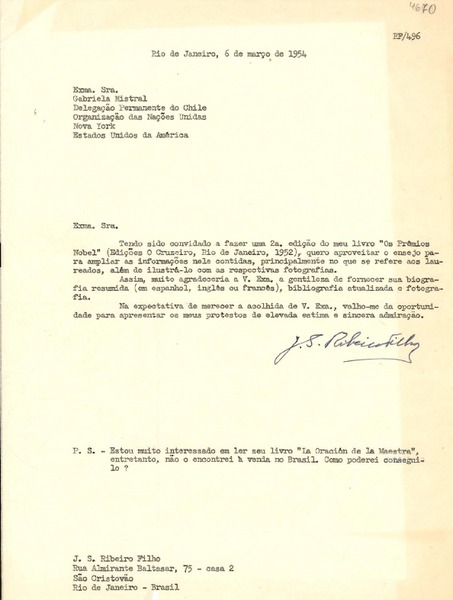 4670
RF/496
Rio de Janeiro, 6 de março de 1954
Exma. Sra.
Gabriela Mistral
Delegação Permanente do Chile
Organização das Nações Unidas
Nova York
Estados Unidos da América
Exma. Sra.
Tendo sido convidado a fazer uma 2a. edição do meu livro "Os Prêmios
Nobel" (Edições O Cruzeiro, Rio de Janeiro, 1952), quero aproveitar o ensejo pa-
ra ampliar as informações nele contidas, principalmente no que se refere aos lau-
reados, além de ilustrá-lo com as respectivas fotografias.
Assim, muito agradeceria a V. Exa. a gentileza de fornecer sua biografia
resumida (em espanhol, inglês ou francês), bibliografia atualizada e fotogra-
fia.
Na expectativa de merecer a acolhida de V. Exa., valho-me da oportuni-
dade para apresentar os meus protestos de elevada estima e sincera admiração.
J. S. Ribeiro Filho
P. S. - Estou muito interessado em ler seu livro "La Oración de la Maestra",
entretanto, não o encontrei à venda no Brasil. Como poderei consegui-
lo ?
J. S. Ribeiro Filho
Rua Almirante Baltasar, 75 - casa 2
São Cristovão
Rio de Janeiro - Brasil